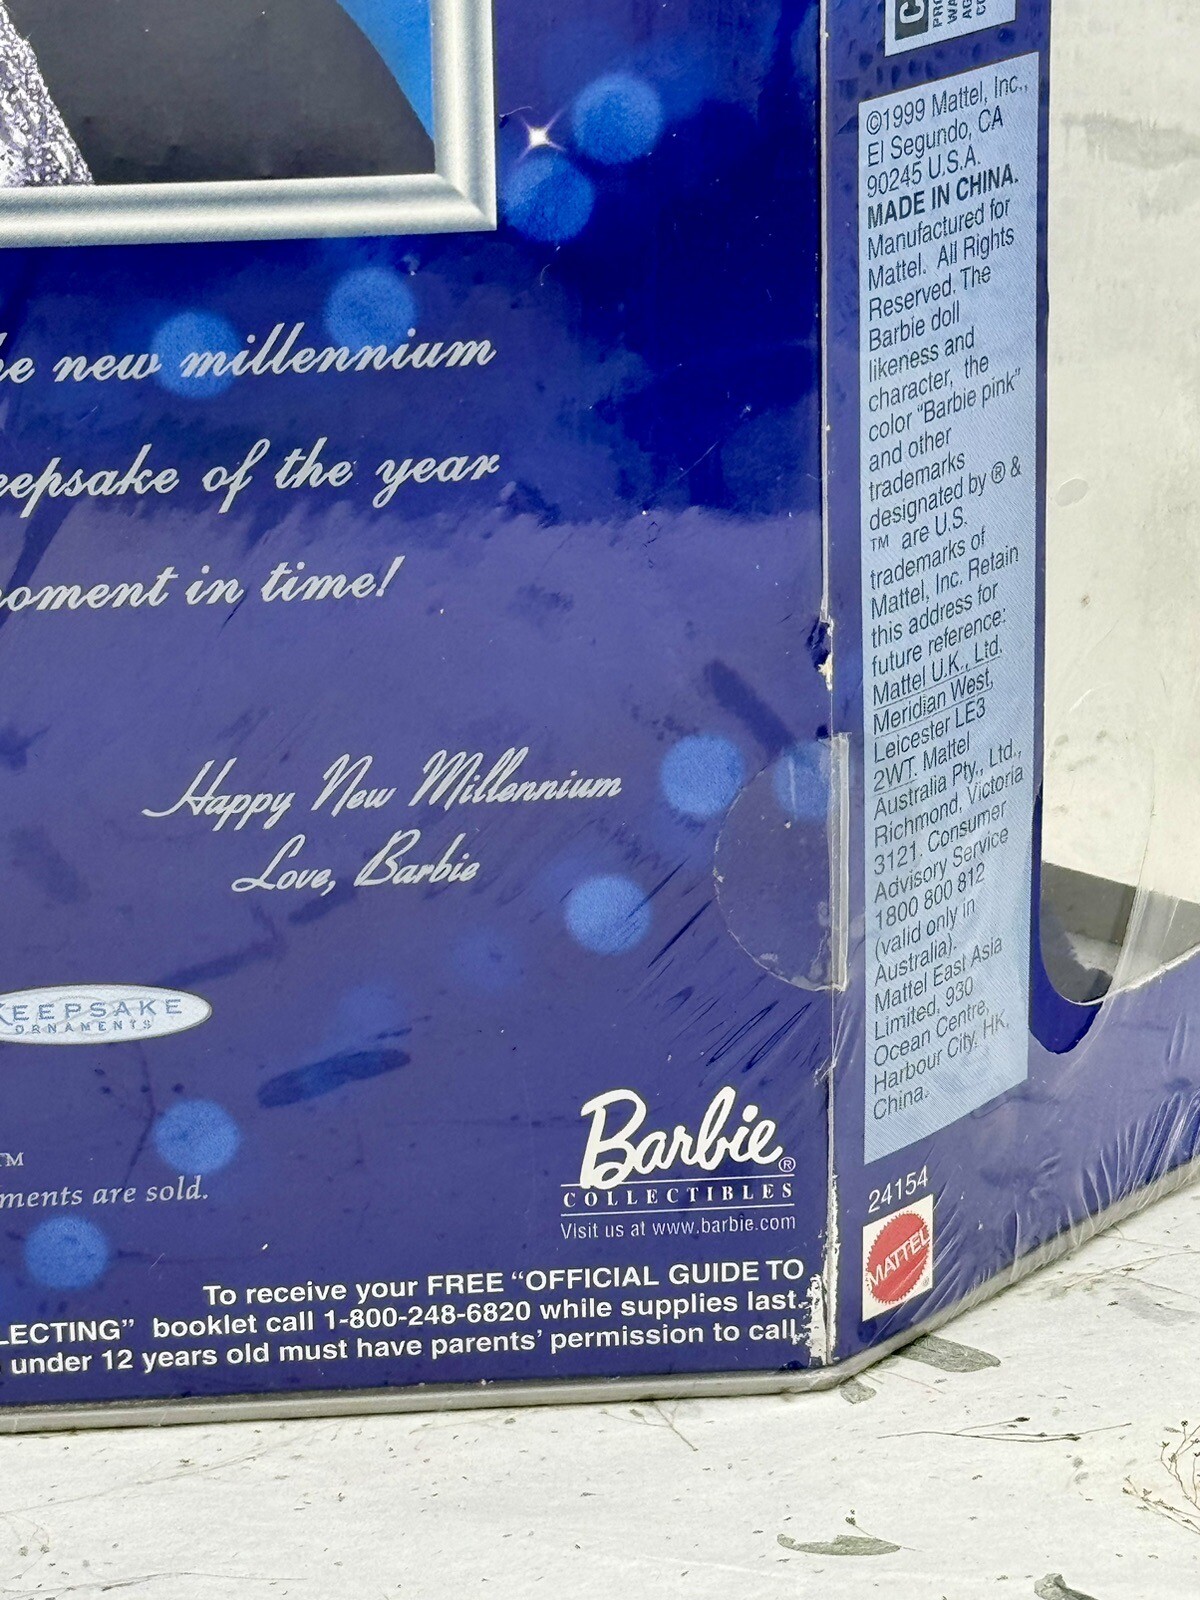 new millennium
of the year
in time!
Happy New Millennium
Love, Barbie
KEEPSAKE
ORNAMENTS
TM
are sold.
Barbie®
COLLECTIBLES
Visit us at www.barbie.com
To receive your FREE “OFFICIAL GUIDE TO
LECTING” booklet call 1-800-248-6820 while supplies last.
under 12 years old must have parents’ permission to call.
©1999 Mattel, Inc.,
El Segundo, CA
90245 U.S.A.
MADE IN CHINA.
Manufactured for
Mattel. All Rights
Reserved. The
Barbie doll
likeness and
character, the
color “Barbie pink”
and other
trademarks
designated by ® &
™ are U.S.
trademarks of
Mattel, Inc. Retain
this address for
future reference:
Mattel U.K., Ltd.
Meridian West,
Leicester LE3
2WT. Mattel
Australia Pty., Ltd.,
Richmond, Victoria
3121. Consumer
Advisory Service
1800 800 812
(valid only in
Australia).
Mattel East Asia
Limited, 930
Ocean Centre,
Harbour City, HK,
China.
24154
MATTEL®